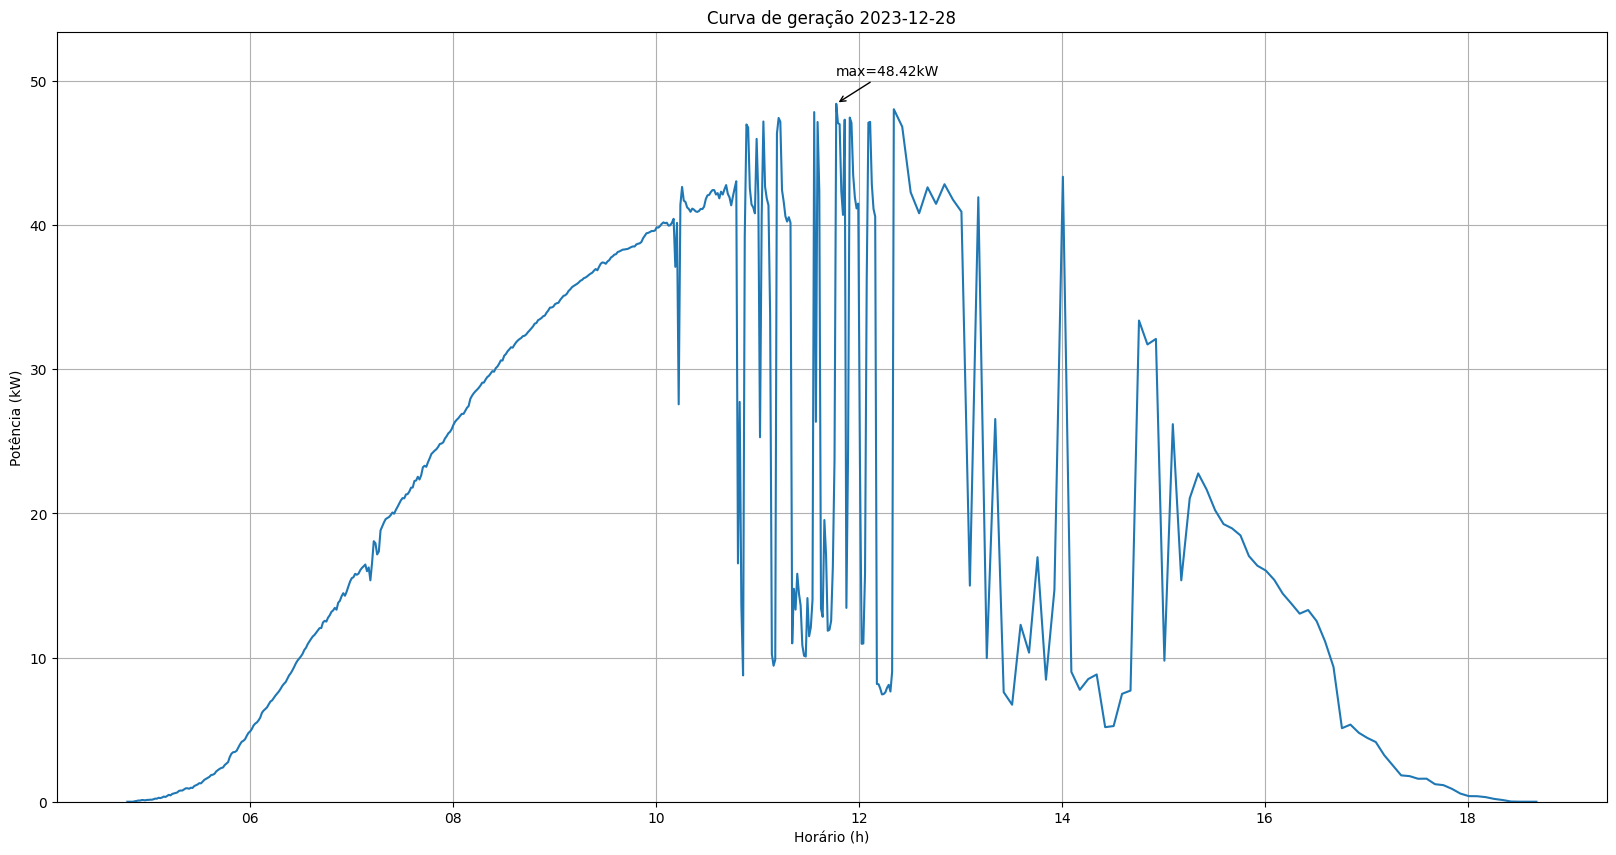 Curva de geração 2023-12-28
max=48.42kW
Potência (kW)
50
40
30
20
10
0
06 08 10 12 14 16 18
Horário (h)